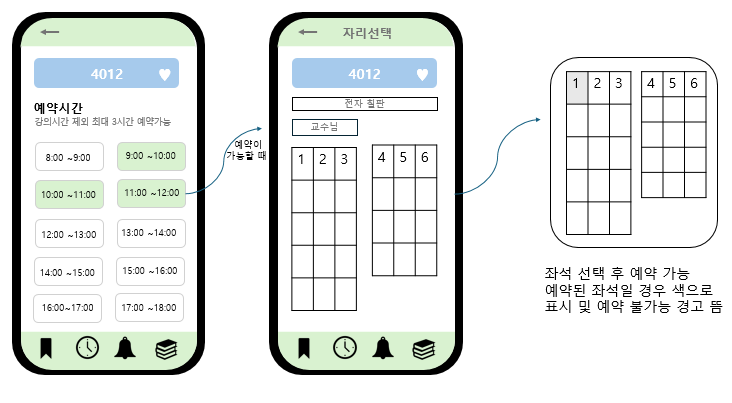 4012
예약시간
강의시간 제외 최대 3시간 예약가능
8:00 ~9:00
9:00 ~10:00
10:00 ~11:00
11:00 ~12:00
12:00 ~13:00
13:00 ~14:00
14:00 ~15:00
15:00 ~16:00
16:00~17:00
17:00 ~18:00
예약이
가능할 때
자리선택
4012
전자 칠판
교수님
1 2 3 4 5 6
1 2 3 4 5 6
좌석 선택 후 예약 가능
예약된 좌석일 경우 색으로
표시 및 예약 불가능 경고 뜸